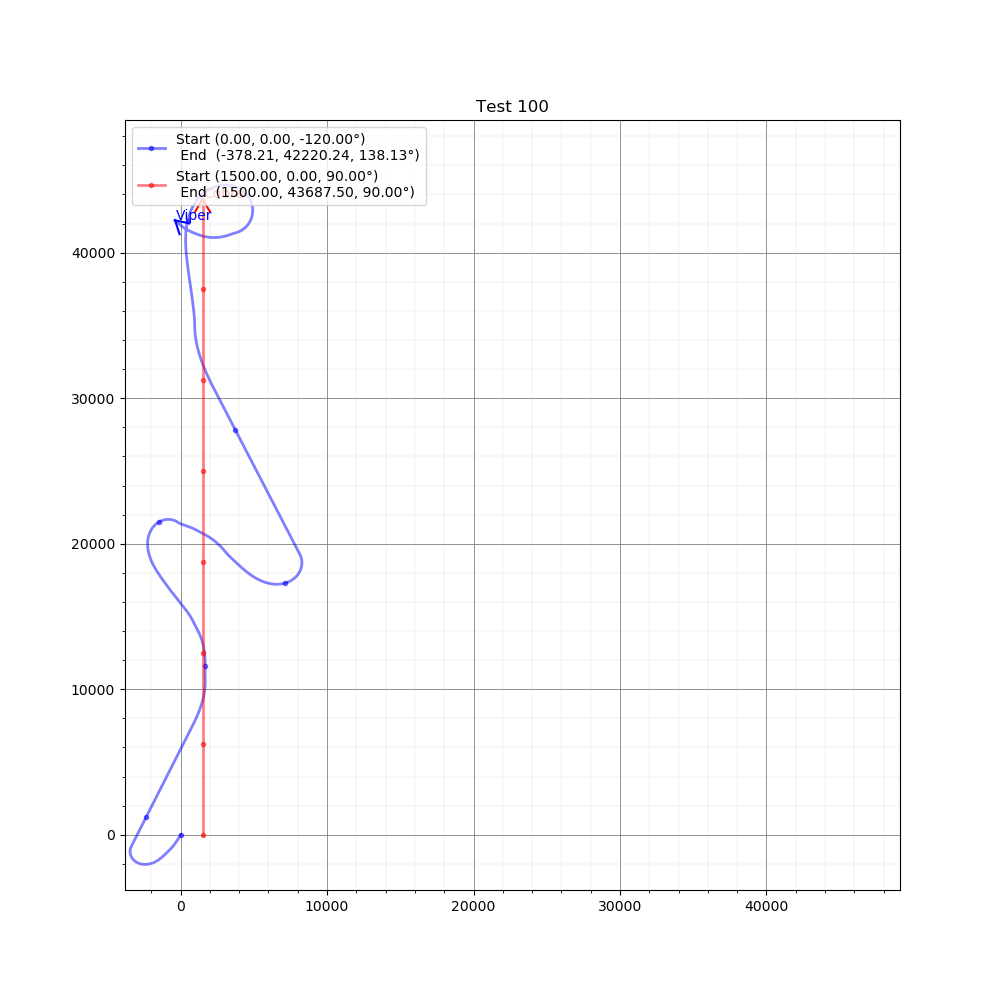 Test 100
Start (0.00, 0.00, -120.00°)
End (-378.21, 42220.24, 138.13°)
Start (1500.00, 0.00, 90.00°)
End (1500.00, 43687.50, 90.00°)
Viper
40000
30000
20000
10000
0
0
10000
20000
30000
40000